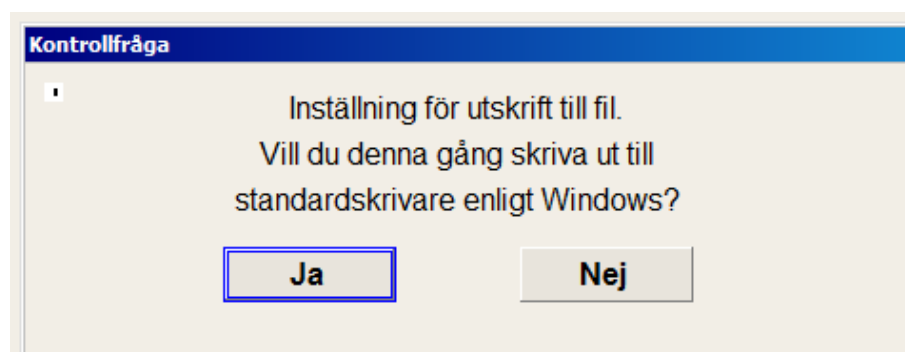 Kontrollfråga
Inställning för utskrift till fil.
Vill du denna gång skriva ut till
standardskrivare enligt Windows?
Ja
Nej